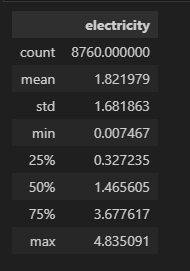 electricity
count 8760.000000
mean 1.821979
std 1.681863
min 0.007467
25% 0.327235
50% 1.465605
75% 3.677617
max 4.835091